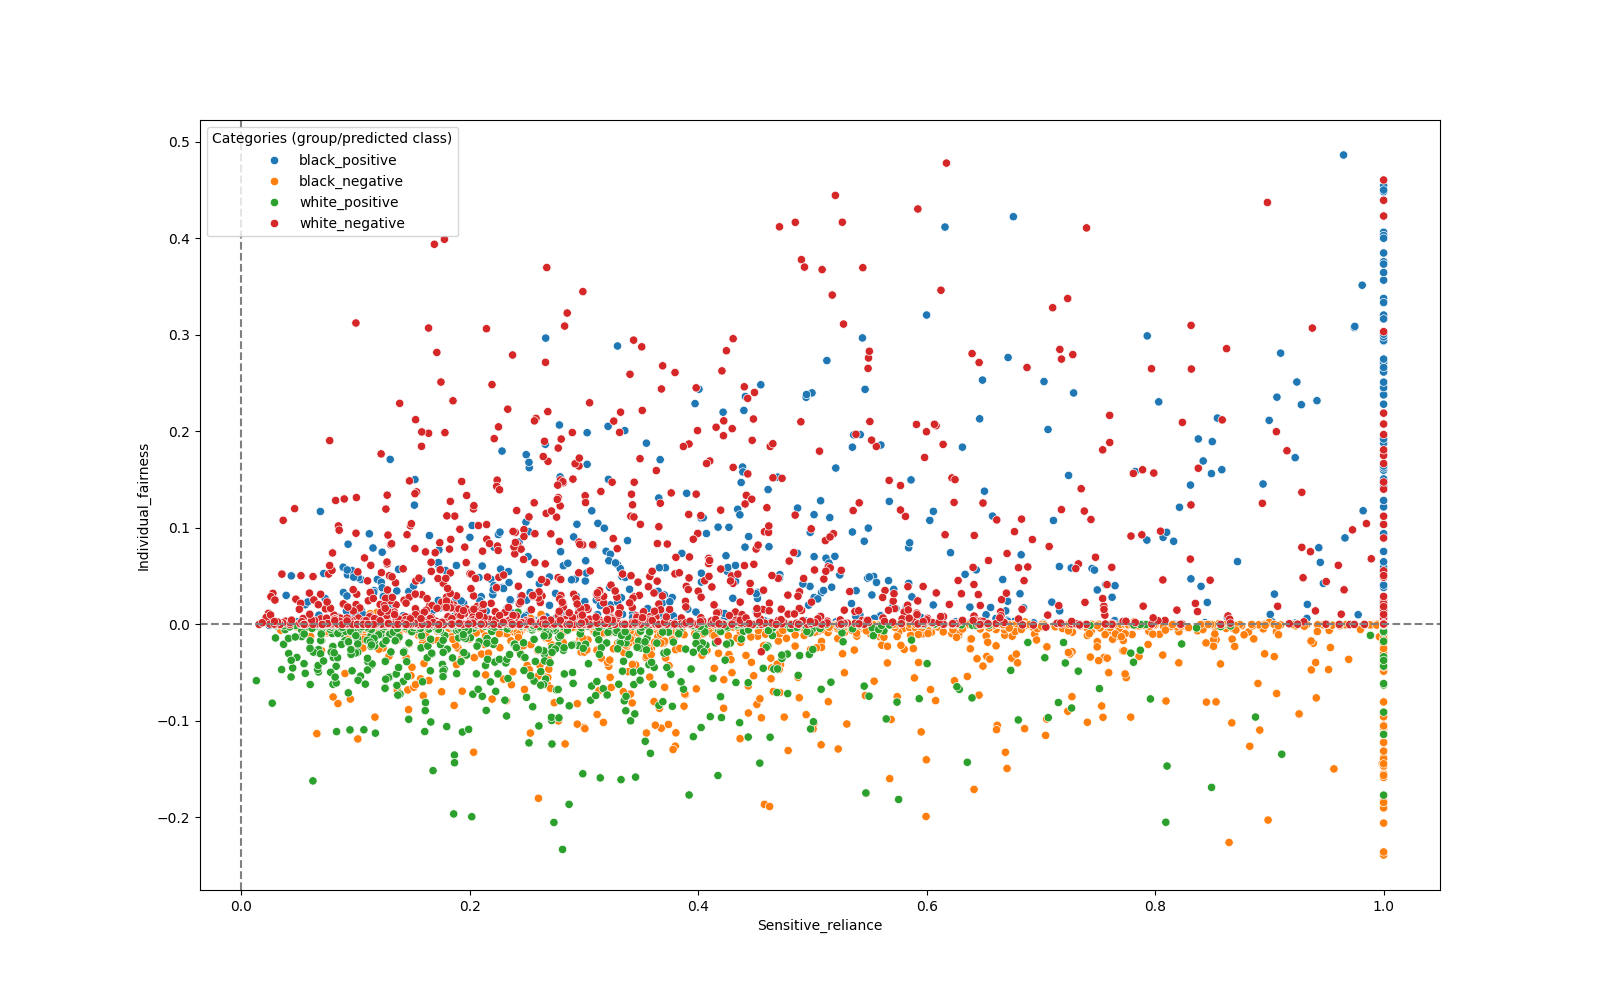 Categories (group/predicted class)
black_positive
black_negative
white_positive
white_negative
0.5
0.4
0.3
0.2
0.1
0.0
−0.1
−0.2
Individual_fairness
0.0
0.2
0.4
0.6
0.8
1.0
Sensitive_reliance